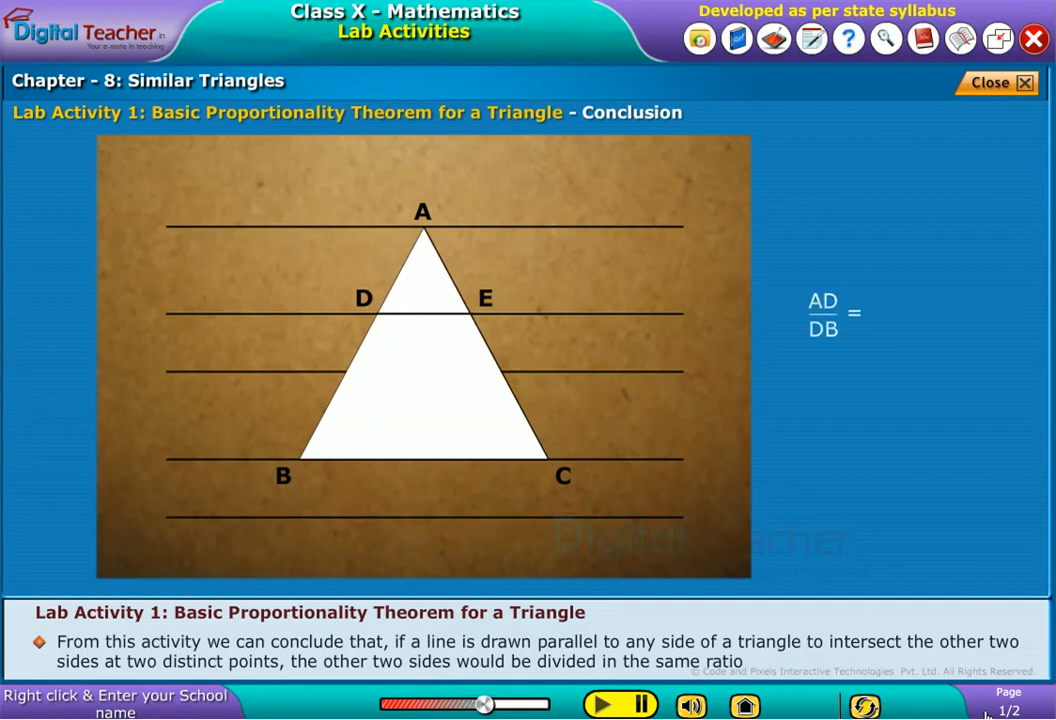 Digital Teacher.in
Your e-mate in teaching
Class X - Mathematics
Lab Activities
Developed as per state syllabus
Chapter - 8: Similar Triangles
Close
Lab Activity 1: Basic Proportionality Theorem for a Triangle - Conclusion
A
D E
B C
AD
DB
=
Digital Teacher
Lab Activity 1: Basic Proportionality Theorem for a Triangle
From this activity we can conclude that, if a line is drawn parallel to any side of a triangle to intersect the other two
sides at two distinct points, the other two sides would be divided in the same ratio
© Code and Pixels Interactive Technologies Pvt. Ltd. All Rights Reserved.
Right click & Enter your School
name
Page
1/2